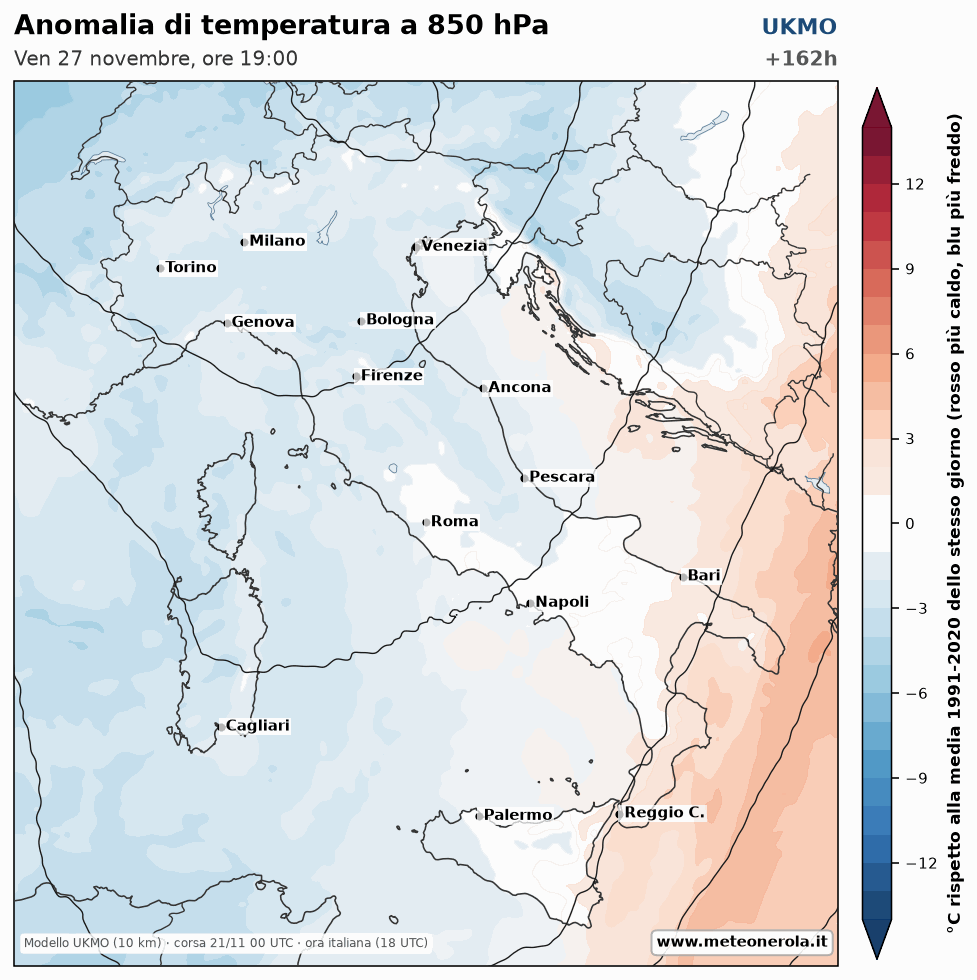 Anomalia di temperatura a 850 hPa
UKMO
Ven 27 novembre, ore 19:00
+162h
Milano
Venezia
Torino
Genova
Bologna
Firenze
Ancona
Pescara
Roma
Bari
Napoli
Cagliari
Palermo
Reggio C.
12
9
6
3
0
−3
−6
−9
−12
°C rispetto alla media 1991-2020 dello stesso giorno (rosso più caldo, blu più freddo)
Modello UKMO (10 km) · corsa 21/11 00 UTC · ora italiana (18 UTC)
www.meteonerola.it